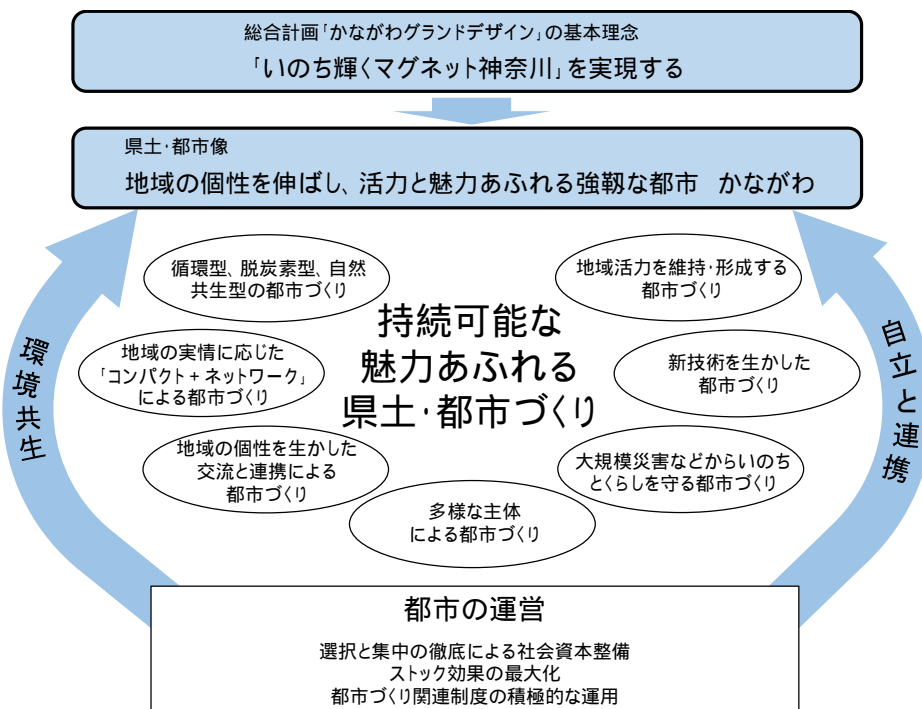 総合計画「かながわグランドデザイン」の基本理念
「いのち輝くマグネット神奈川」を実現する
県土・都市像
地域の個性を伸ばし、活力と魅力あふれる強靱な都市　かながわ
循環型、脱炭素型、自然
共生型の都市づくり
地域活力を維持・形成する
都市づくり
持続可能な
魅力あふれる
県土・都市づくり
環境共生
地域の実情に応じた
「コンパクト＋ネットワーク」
による都市づくり
新技術を生かした
都市づくり
自立と連携
地域の個性を生かした
交流と連携による
都市づくり
大規模災害などからいのち
とくらしを守る都市づくり
多様な主体
による都市づくり
都市の運営
選択と集中の徹底による社会資本整備
ストック効果の最大化
都市づくり関連制度の積極的な運用